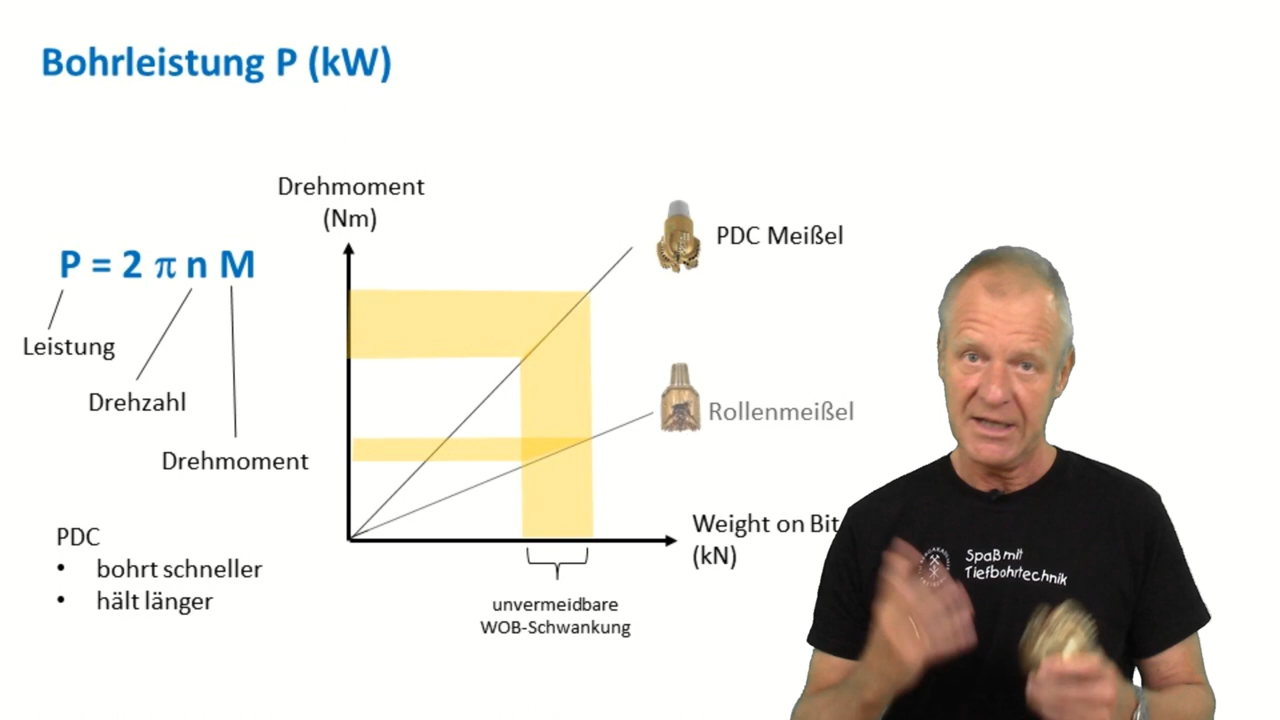 Bohrleistung P (kW)
Drehmoment
(Nm)
P = 2 π n M
Leistung
Drehzahl
Drehmoment
PDC Meißel
Rollenmeißel
Weight on Bit
(kN)
PDC
• bohrt schneller
• hält länger
unvermeidbare
WOB-Schwankung
Spaß mit
Tiefbohrtechnik